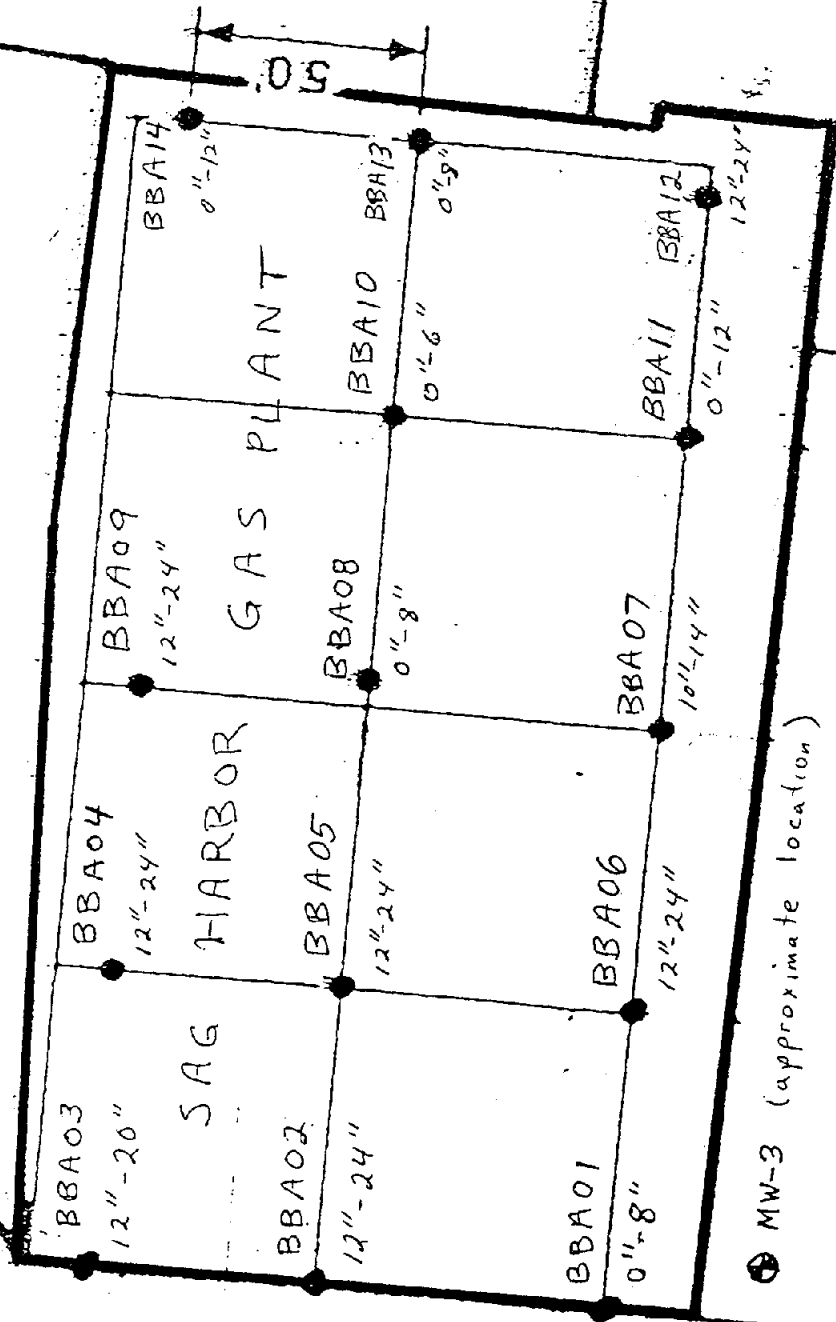 BBA03
12"-20"
BBA04
12"-24"
BBA09
12"-24"
BBA14
0"-12"
SAG HARBOR GAS PLANT
50'
BBA02
12"-24"
BBA05
12"-24"
BBA08
0"-8"
BBA10
0"-6"
BBA13
0"-8"
BBA01
0"-8"
BBA06
12"-24"
BBA07
10"-14"
BBA11
0"-12"
BBA12
12"-24"
MW-3 (approximate location)